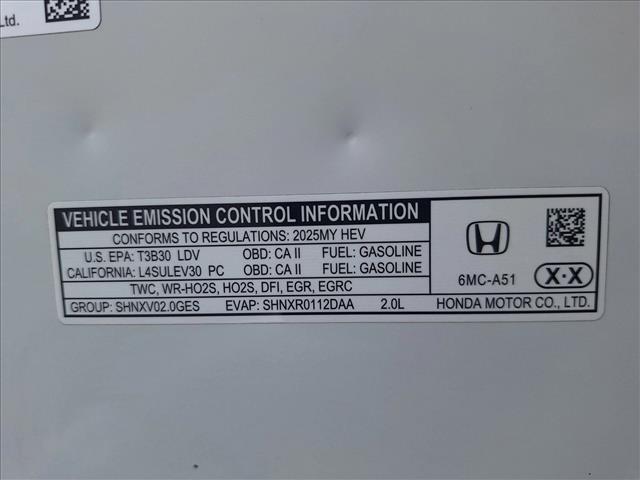 Ltd.
VEHICLE EMISSION CONTROL INFORMATION
CONFORMS TO REGULATIONS: 2025MY HEV
U.S. EPA: T3B30 LDV OBD: CA II FUEL: GASOLINE
CALIFORNIA: L4SULEV30 PC OBD: CA II FUEL: GASOLINE
TWC, WR-HO2S, HO2S, DFI, EGR, EGRC
GROUP: SHNXV02.0GES EVAP: SHNXR0112DAA 2.0L
6MC-A51
X·X
HONDA MOTOR CO., LTD.